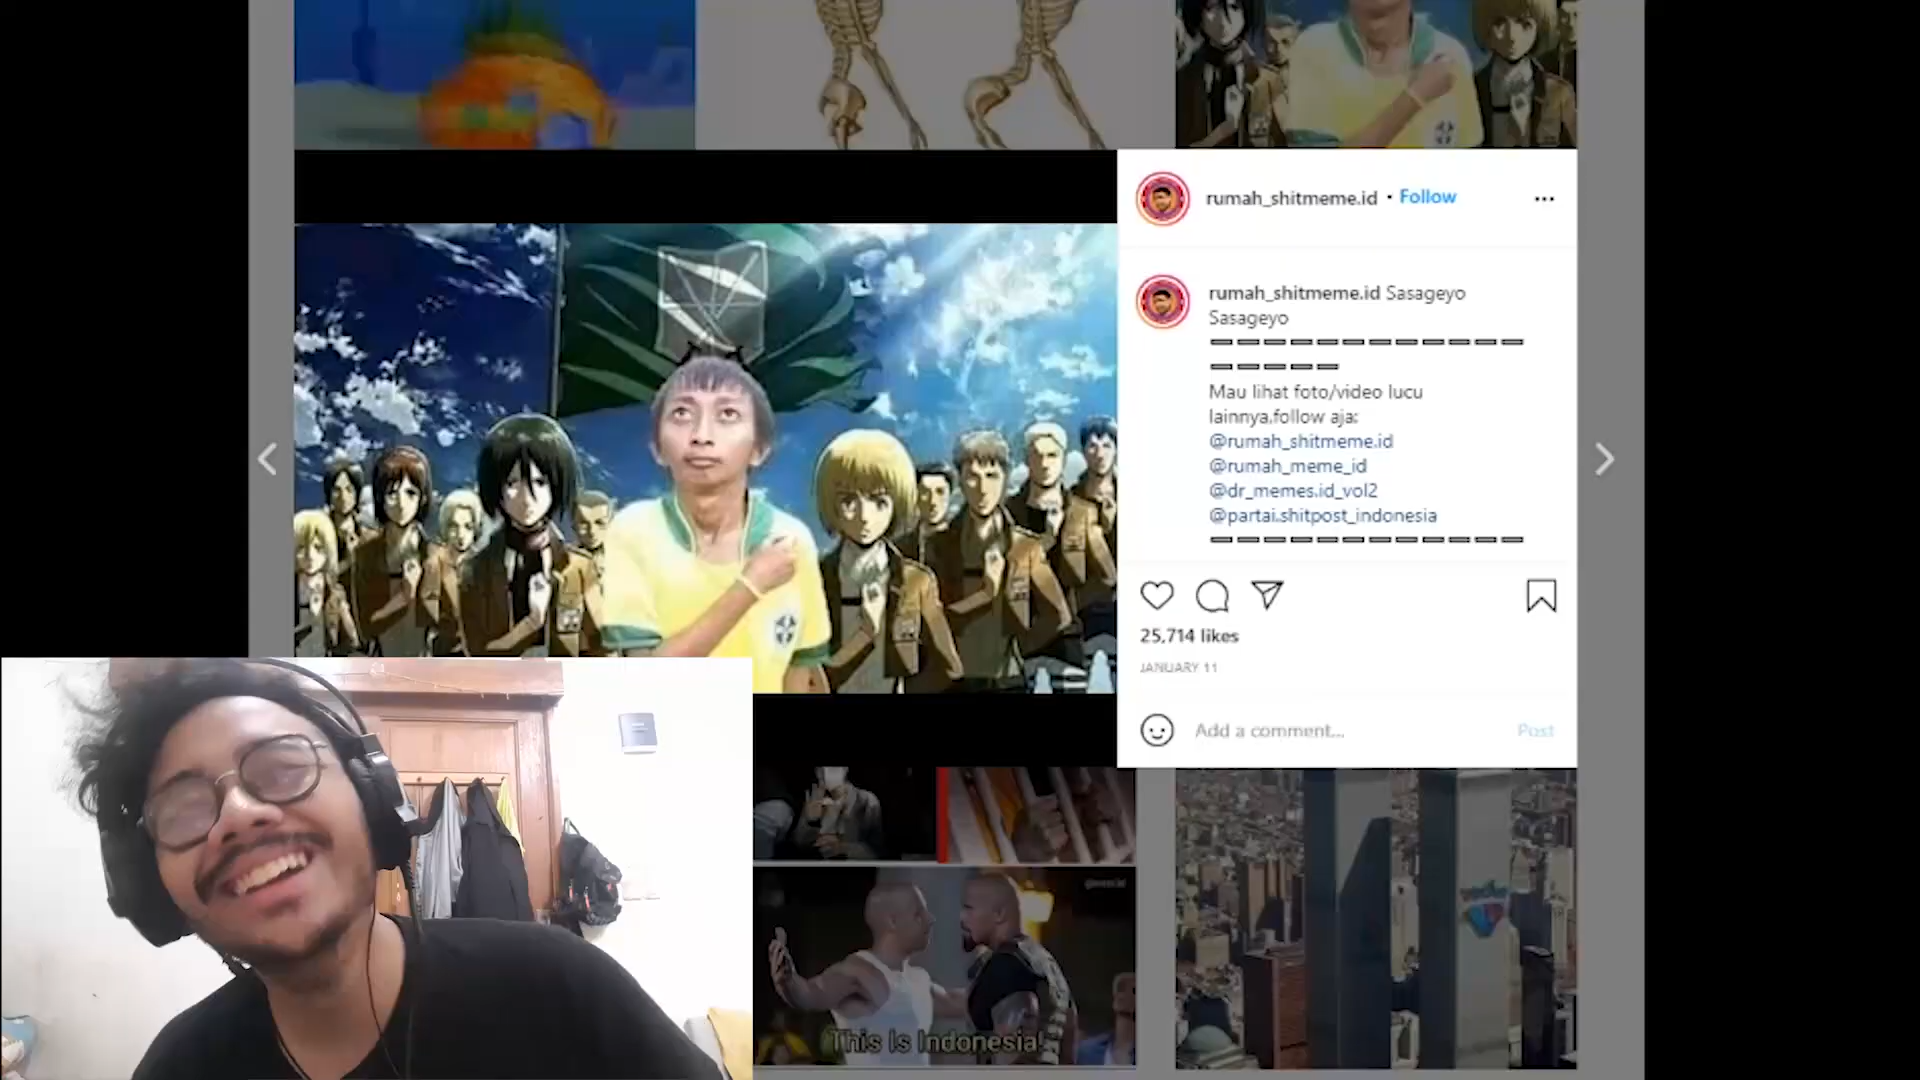 rumah_shitmeme.id • Follow
rumah_shitmeme.id Sasageyo
Sasageyo
Mau lihat foto/video lucu
lainnya,follow aja:
@rumah_shitmeme.id
@rumah_meme_id
@dr_memes.id_vol2
@partai.shitpost_indonesia
25,714 likes
JANUARY 11
Add a comment...
Post
This Is Indonesia!